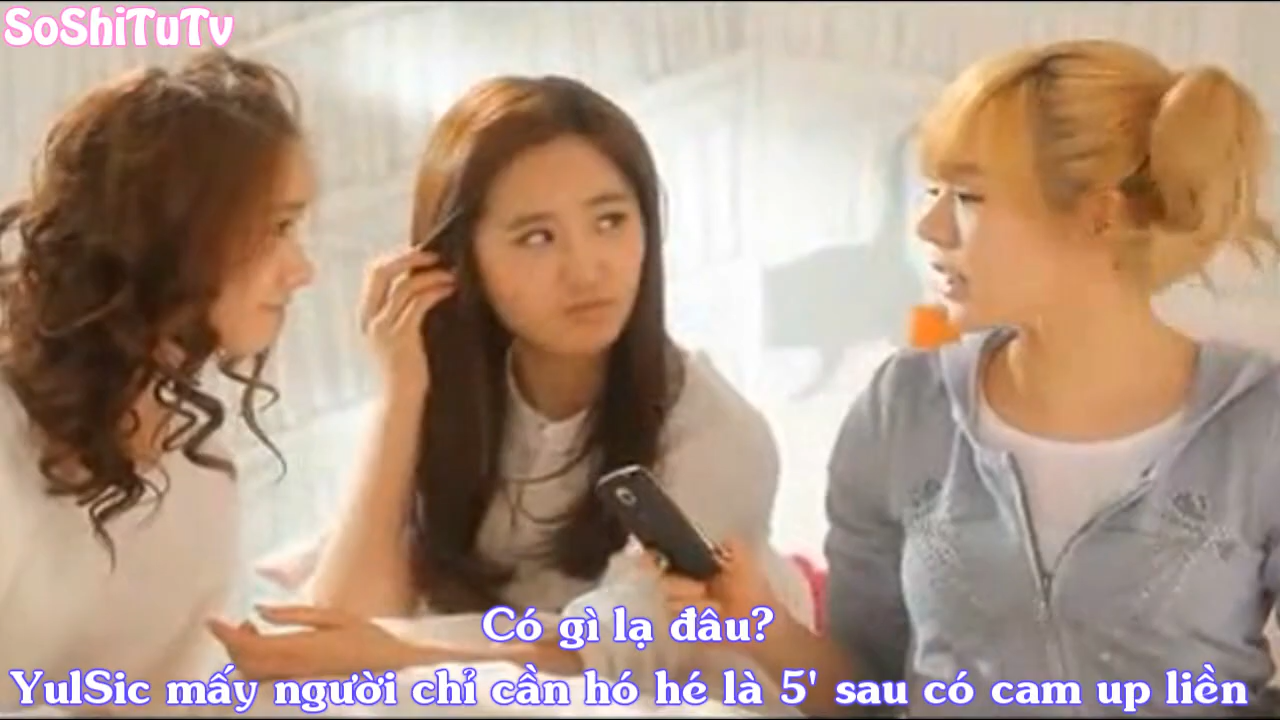 SoShiTuTv
Có gì lạ đâu?
YulSic mấy người chỉ cần hó hé là 5' sau có cam up liền